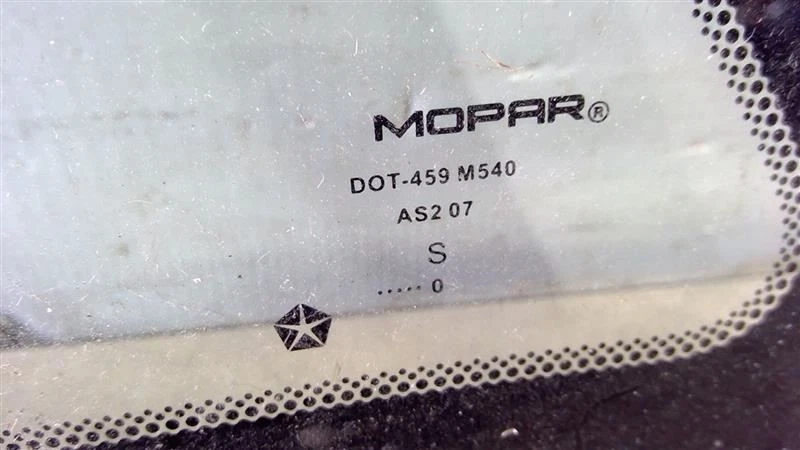 MOPAR®
DOT-459 M540
AS2 07
S
..... 0